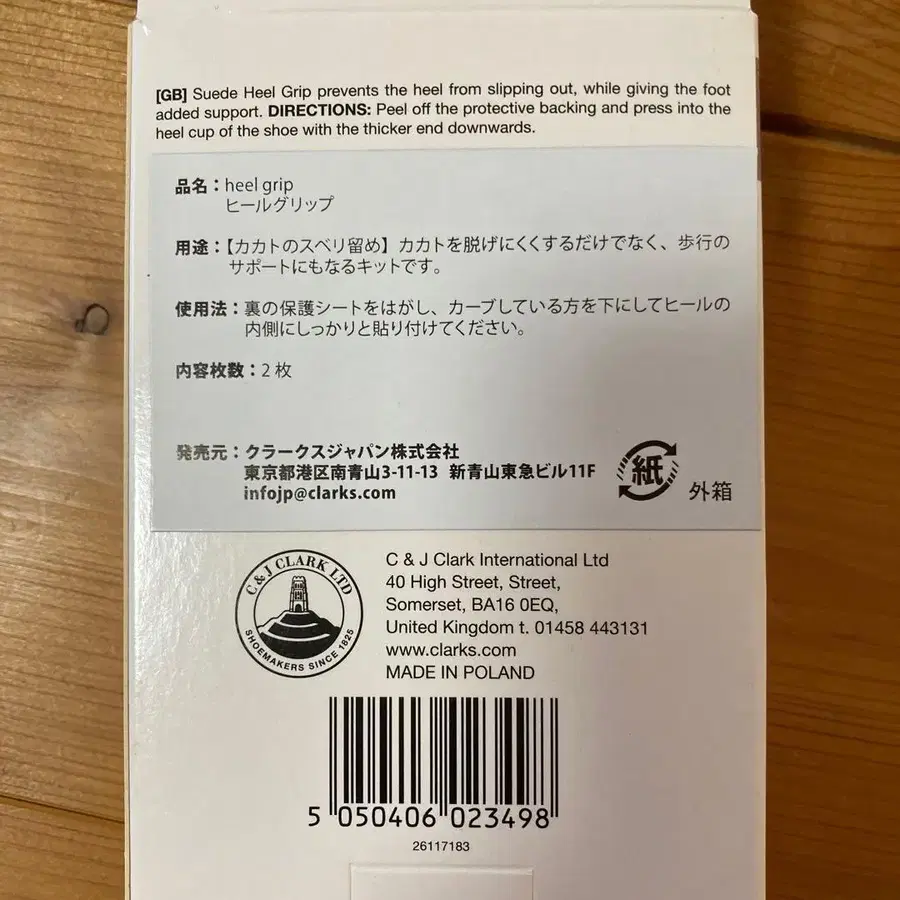 [GB] Suede Heel Grip prevents the heel from slipping out, while giving the foot
added support. DIRECTIONS: Peel off the protective backing and press into the
heel cup of the shoe with the thicker end downwards.
品名：heel grip
ヒールグリップ
用途：【カカトのスベリ留め】カカトを脱げにくくするだけでなく、歩行の
サポートにもなるキットです。
使用法：裏の保護シートをはがし、カーブしている方を下にしてヒールの
内側にしっかりと貼り付けてください。
内容枚数：2枚
発売元：クラークスジャパン株式会社
東京都港区南青山3-11-13 新青山東急ビル11F
infojp@clarks.com
紙
外箱
C & J CLARK LTD
SHOEMAKERS SINCE 1825
C & J Clark International Ltd
40 High Street, Street,
Somerset, BA16 0EQ,
United Kingdom t. 01458 443131
www.clarks.com
MADE IN POLAND
5 050406 023498
26117183